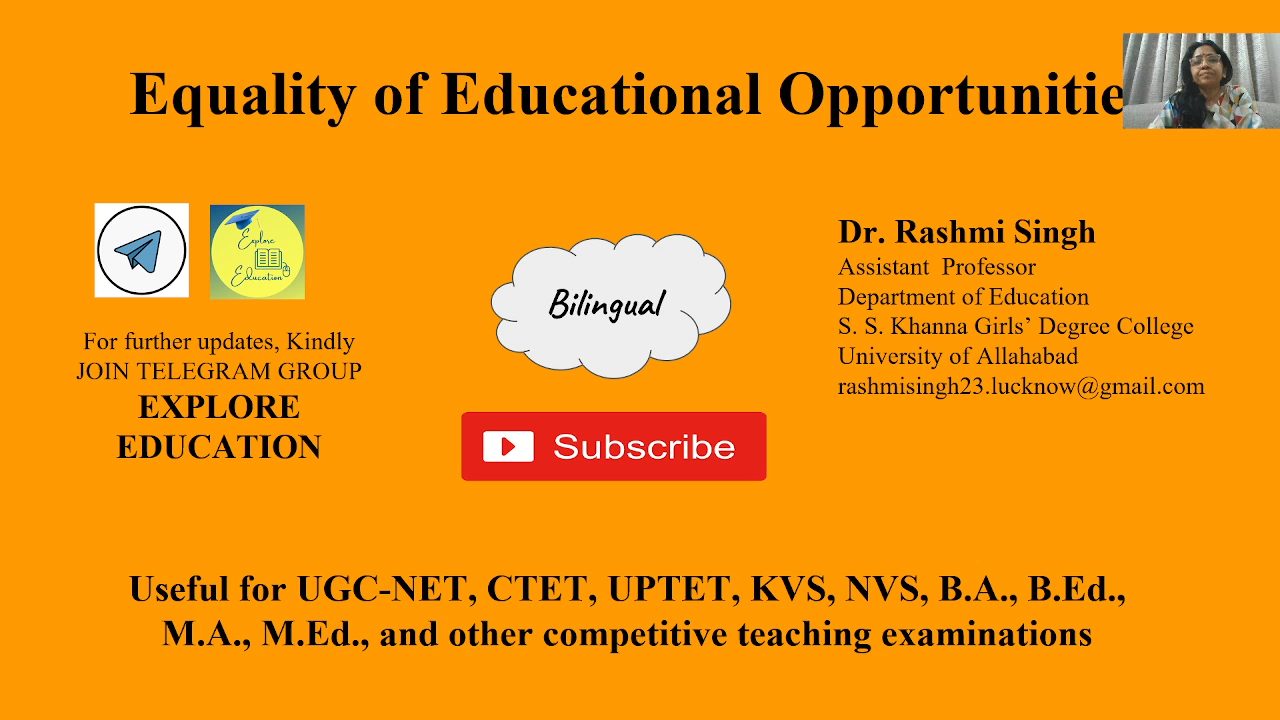 Equality of Educational Opportunitie
Explore
Education
For further updates, Kindly
JOIN TELEGRAM GROUP
EXPLORE
EDUCATION
Bilingual
Subscribe
Dr. Rashmi Singh
Assistant Professor
Department of Education
S. S. Khanna Girls’ Degree College
University of Allahabad
rashmisingh23.lucknow@gmail.com
Useful for UGC-NET, CTET, UPTET, KVS, NVS, B.A., B.Ed.,
M.A., M.Ed., and other competitive teaching examinations